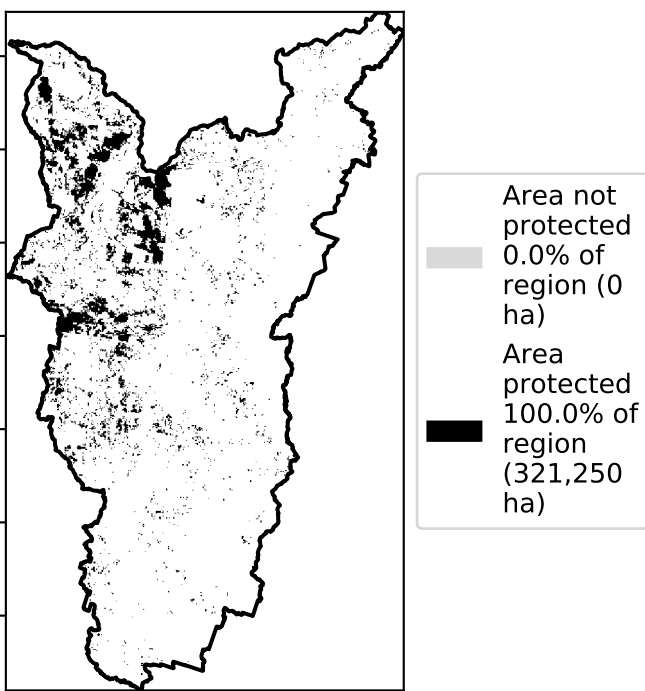 Area not
protected
0.0% of
region (0
ha)
Area
protected
100.0% of
region
(321,250
ha)